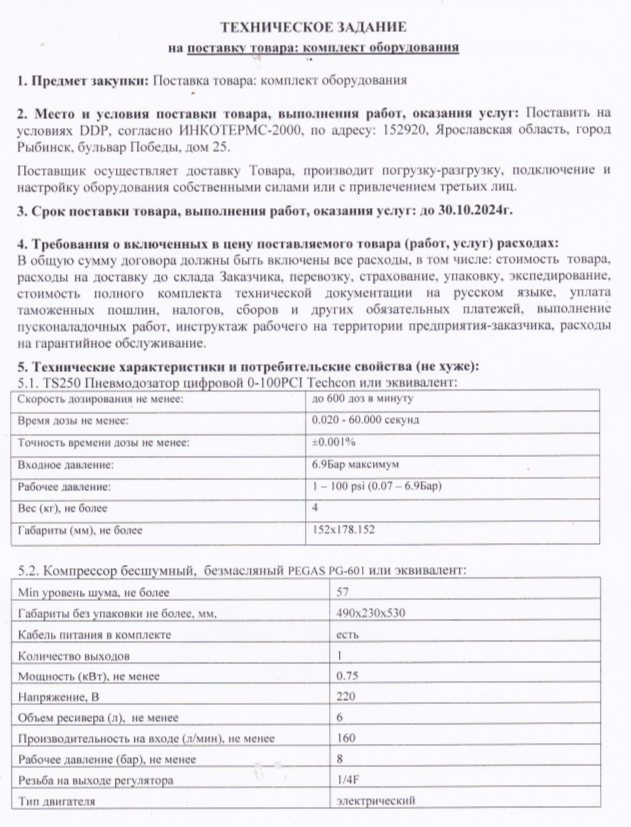 ТЕХНИЧЕСКОЕ ЗАДАНИЕ
на поставку товара: комплект оборудования
1. Предмет закупки: Поставка товара: комплект оборудования
2. Место и условия поставки товара, выполнения работ, оказания услуг: Поставить на
условиях DDP, согласно ИНКОТЕРМС-2000, по адресу: 152920, Ярославская область, город
Рыбинск, бульвар Победы, дом 25.
Поставщик осуществляет доставку Товара, производит погрузку-разгрузку, подключение и
настройку оборудования собственными силами или с привлечением третьих лиц.
3. Срок поставки товара, выполнения работ, оказания услуг: до 30.10.2024г.
4. Требования о включенных в цену поставляемого товара (работ, услуг) расходах:
В общую сумму договора должны быть включены все расходы, в том числе: стоимость товара,
расходы на доставку до склада Заказчика, перевозку, страхование, упаковку, экспедирование,
стоимость полного комплекта технической документации на русском языке, уплата
таможенных пошлин, налогов, сборов и других обязательных платежей, выполнение
пусконаладочных работ, инструктаж рабочего на территории предприятия-заказчика, расходы
на гарантийное обслуживание.
5. Технические характеристики и потребительские свойства (не хуже):
5.1. TS250 Пневмодозатор цифровой 0-100PCI Techcon или эквивалент:
Скорость дозирования не менее: до 600 доз в минуту
Время дозы не менее: 0.020 - 60.000 секунд
Точность времени дозы не менее: ±0.001%
Входное давление: 6.9Бар максимум
Рабочее давление: 1 – 100 psi (0.07 – 6.9Бар)
Вес (кг), не более 4
Габариты (мм), не более 152х178.152
5.2. Компрессор бесшумный, безмасляный PEGAS PG-601 или эквивалент:
Min уровень шума, не более 57
Габариты без упаковки не более, мм, 490х230х530
Кабель питания в комплекте есть
Количество выходов 1
Мощность (кВт), не менее 0.75
Напряжение, В 220
Объем ресивера (л), не менее 6
Производительность на входе (л/мин), не менее 160
Рабочее давление (бар), не менее 8
Резьба на выходе регулятора 1/4F
Тип двигателя электрический